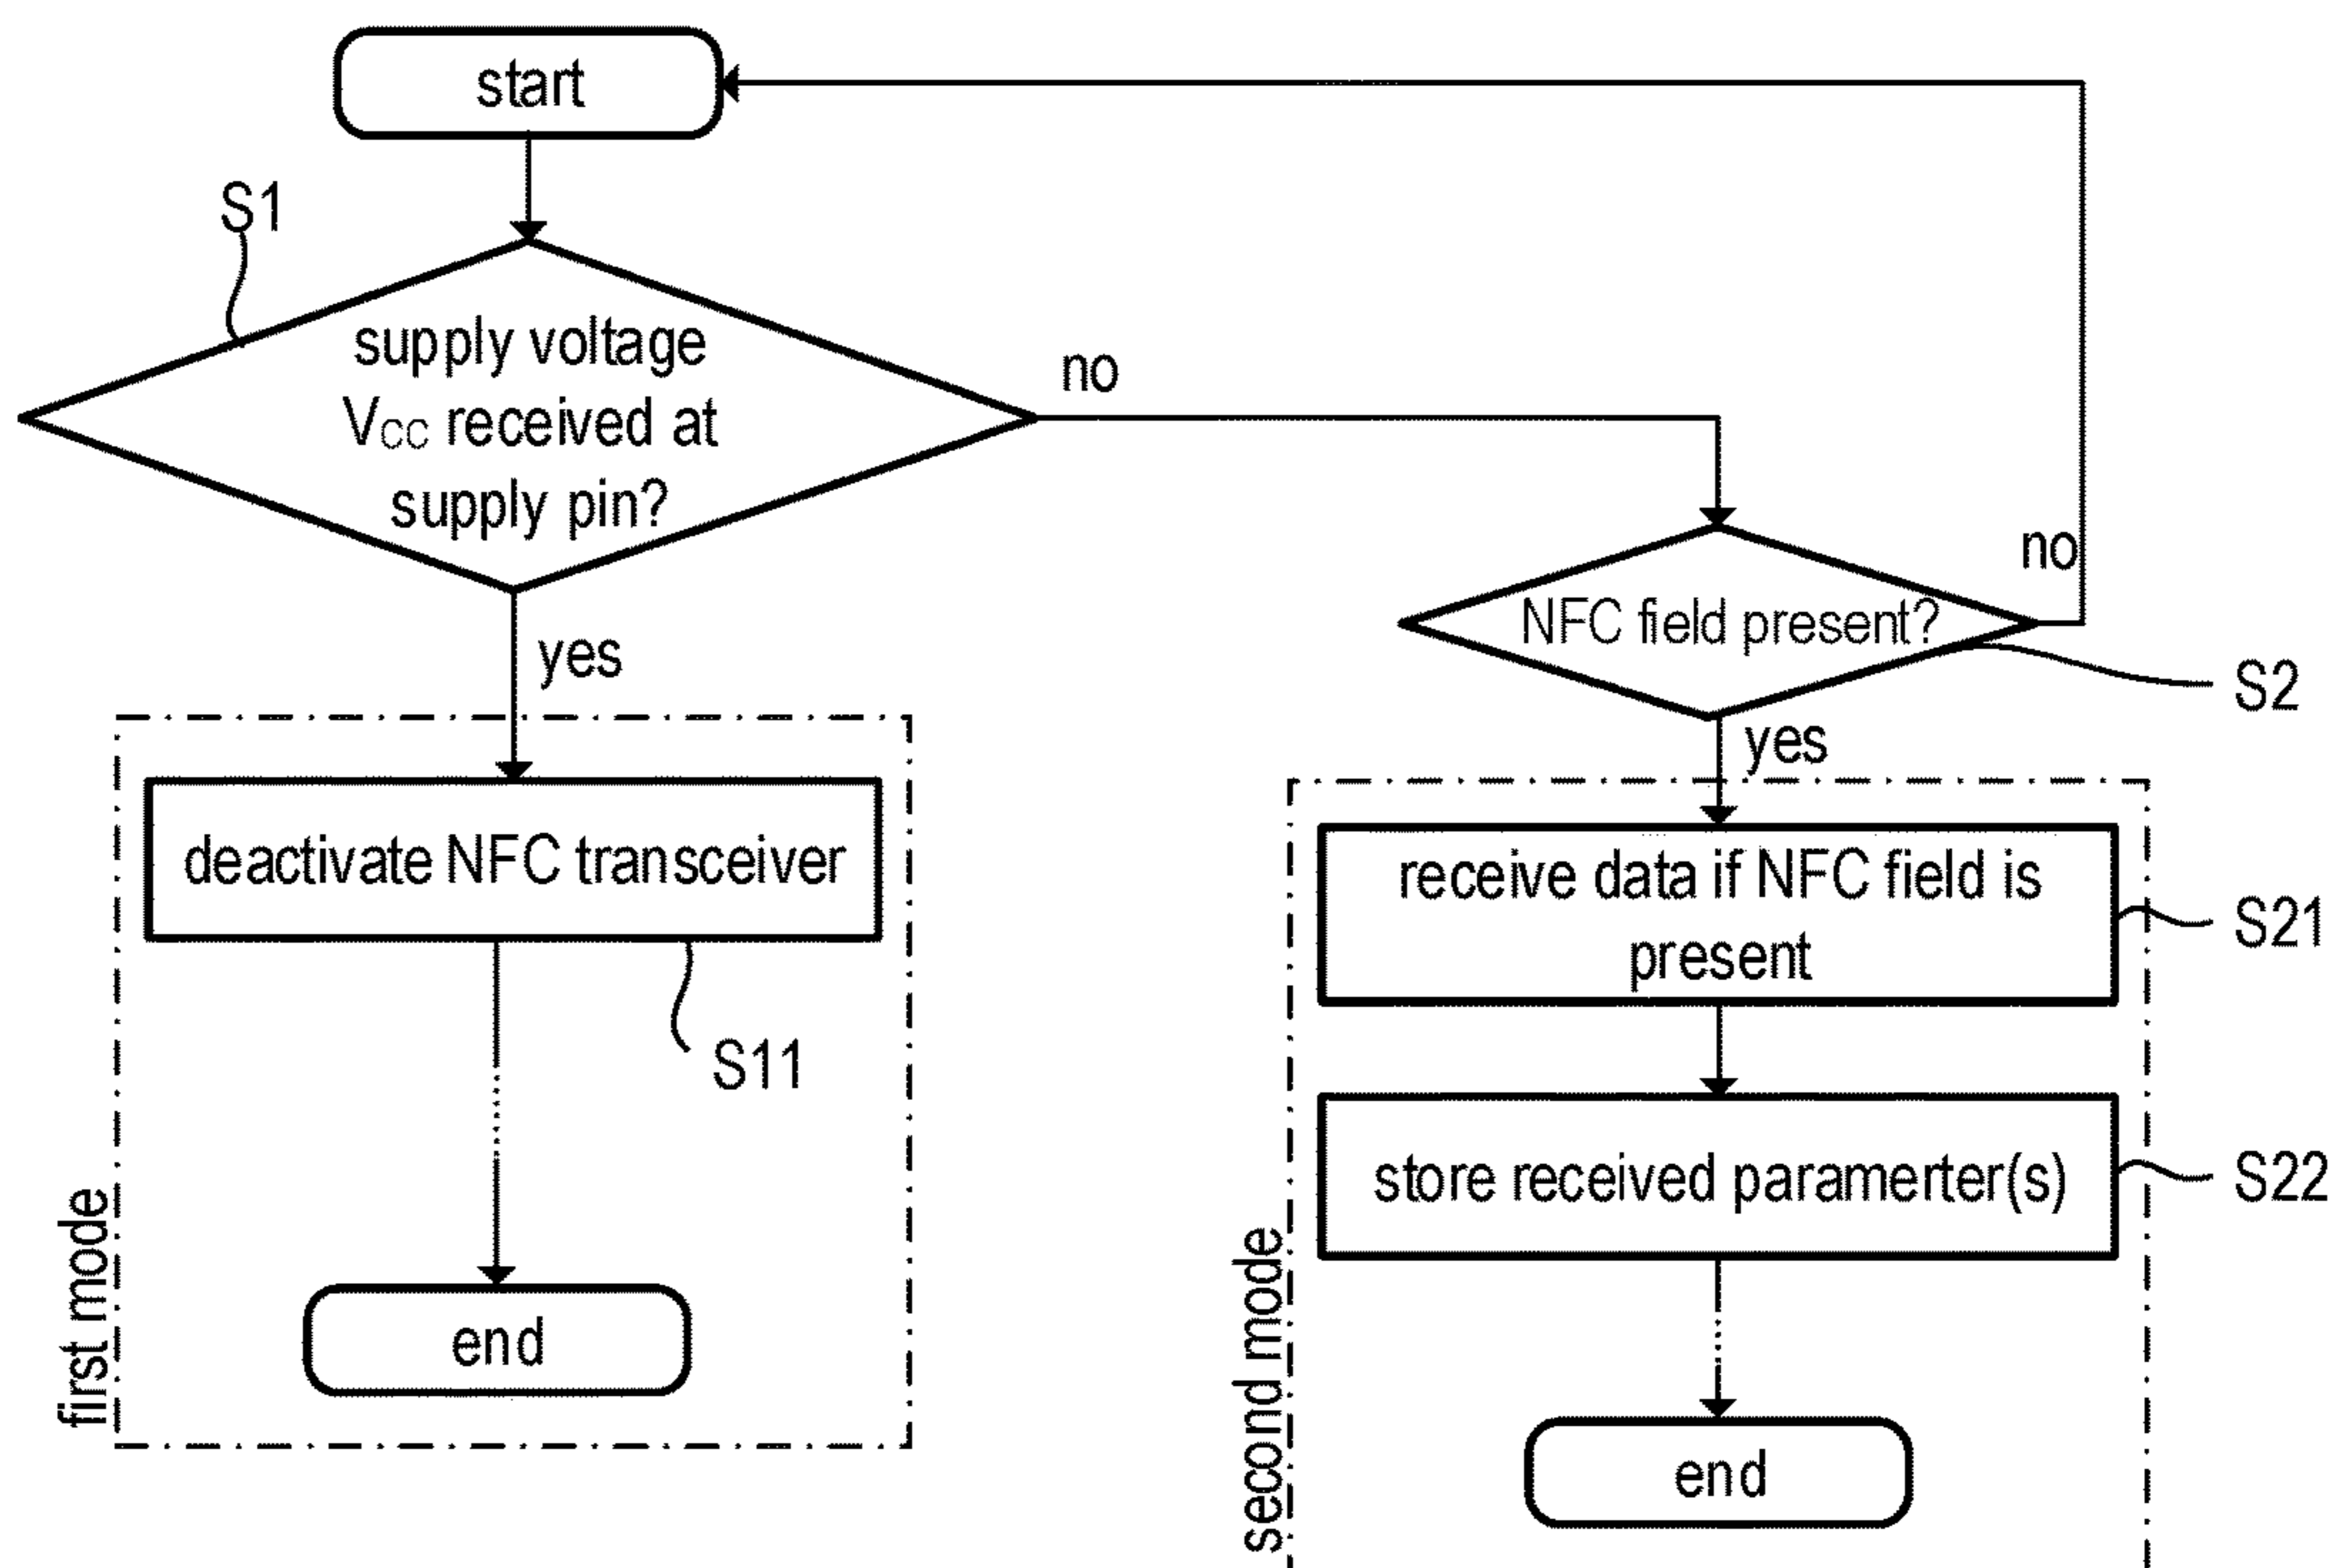 start
S1
supply voltage
VCC received at
supply pin?
no
yes
NFC field present?
no
S2
yes
first mode
deactivate NFC transceiver
S11
end
second mode
receive data if NFC field is
present
S21
store received paramerter(s)
S22
end